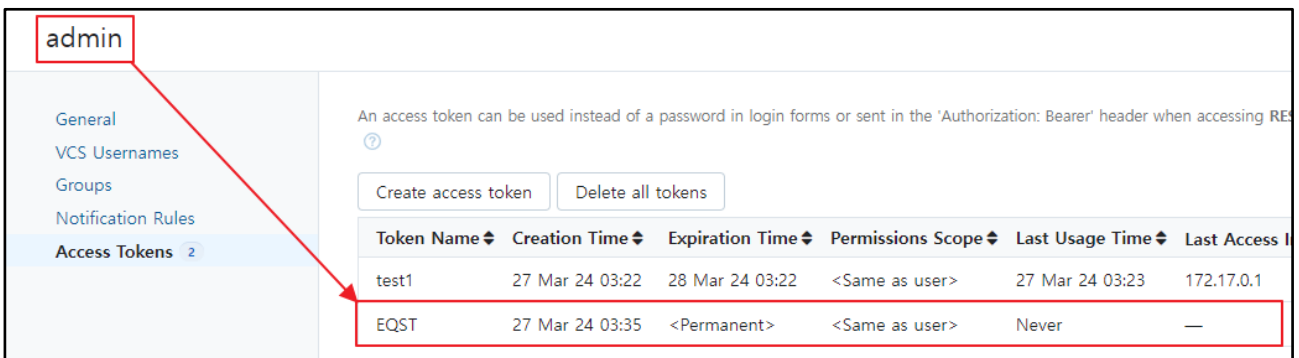 admin
General
VCS Usernames
Groups
Notification Rules
Access Tokens 2
An access token can be used instead of a password in login forms or sent in the 'Authorization: Bearer' header when accessing
?
Create access token Delete all tokens
Token Name Creation Time Expiration Time Permissions Scope Last Usage Time Last Access
test1 27 Mar 24 03:22 28 Mar 24 03:22 <Same as user> 27 Mar 24 03:23 172.17.0.1
EQST 27 Mar 24 03:35 <Permanent> <Same as user> Never —